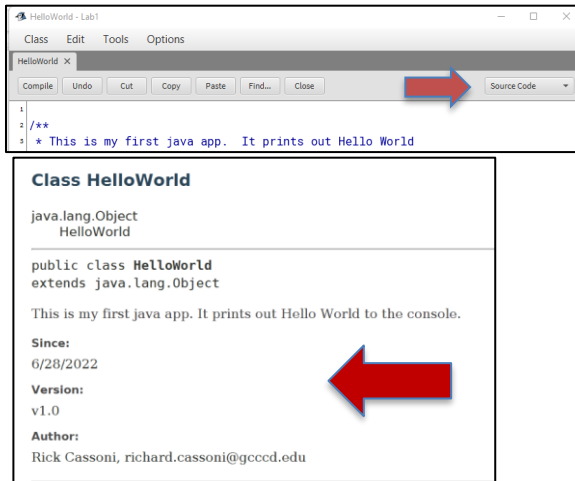 HelloWorld - Lab1
Class Edit Tools Options
HelloWorld X
Compile Undo Cut Copy Paste Find... Close Source Code
1
2 /**
3 * This is my first java app. It prints out Hello World
Class HelloWorld
java.lang.Object
HelloWorld
public class HelloWorld
extends java.lang.Object
This is my first java app. It prints out Hello World to the console.
Since:
6/28/2022
Version:
v1.0
Author:
Rick Cassoni, richard.cassoni@gcccd.edu